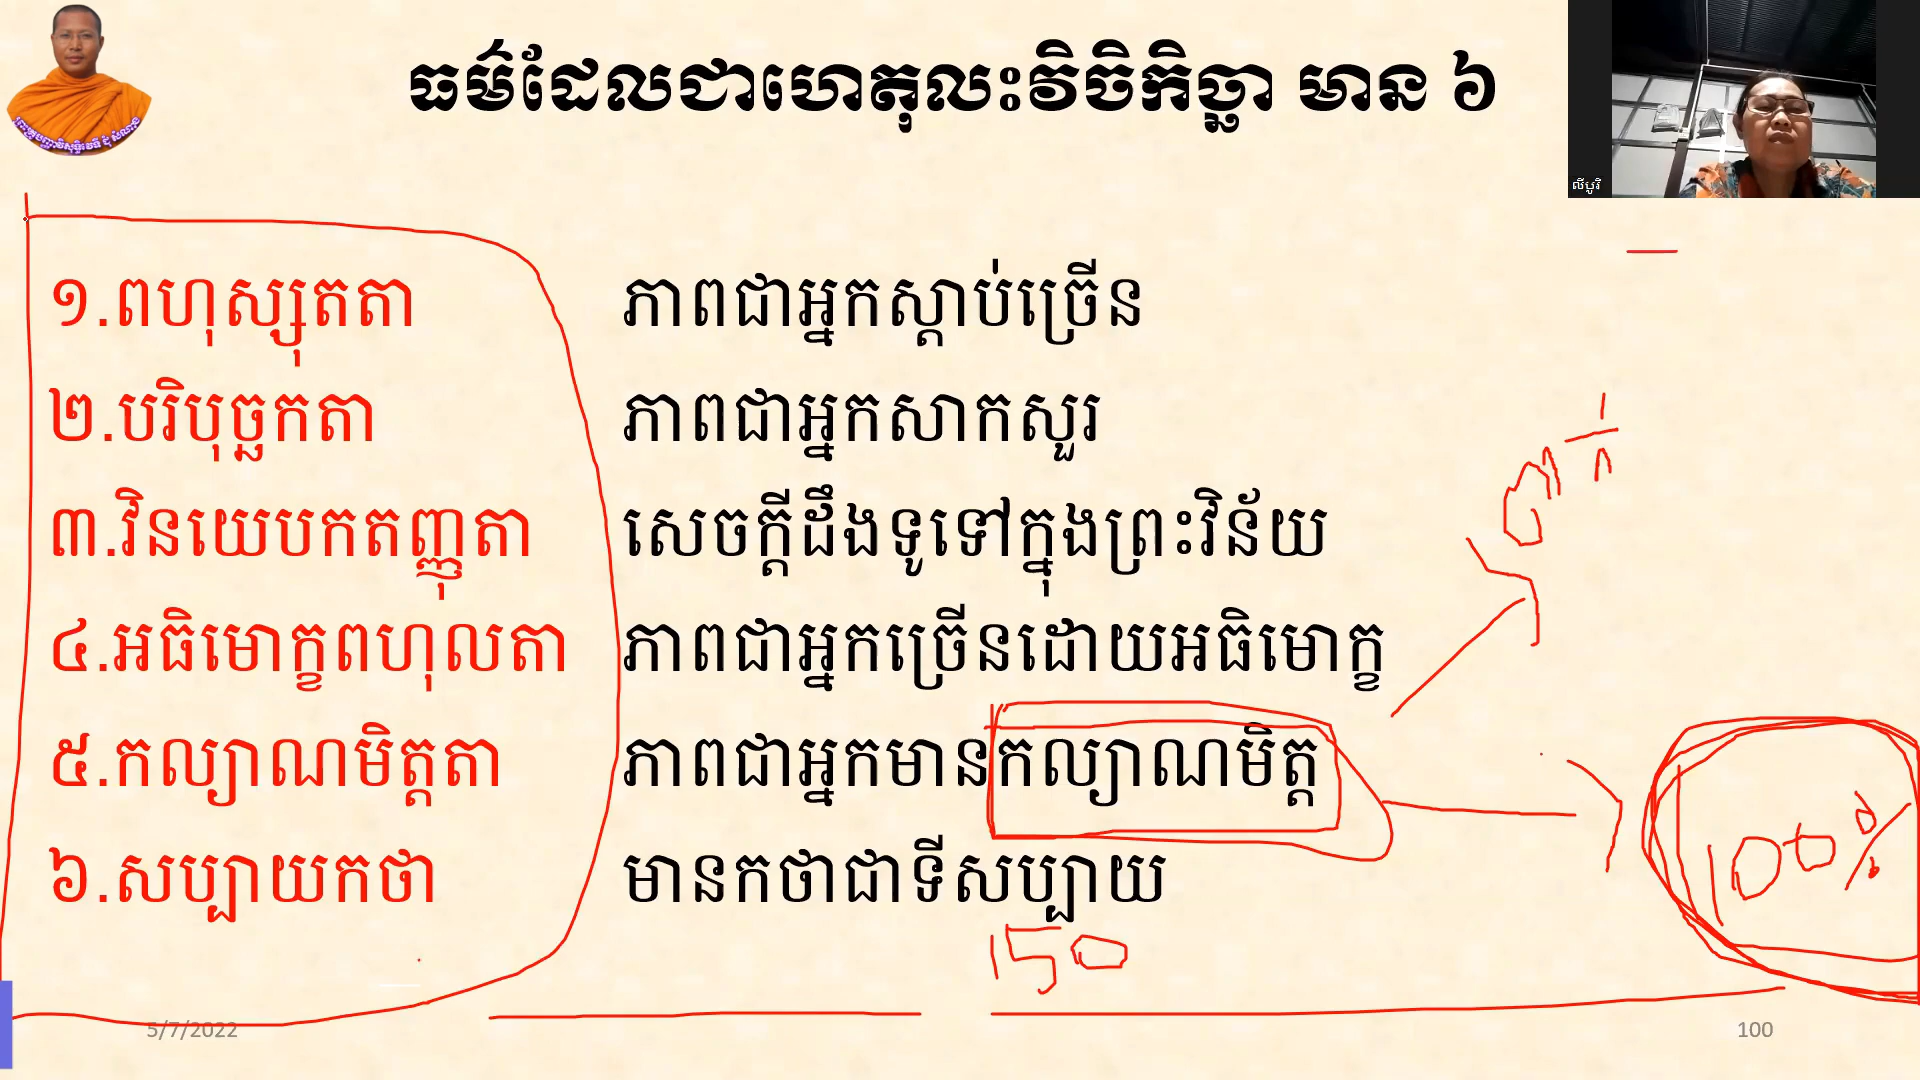 ធម៌ដែលជាហេតុលះវិចិកិច្ឆា មាន ៦
លីបូរី
១.ពហុស្សុតតា ភាពជាអ្នកស្តាប់ច្រើន
២.បរិបុច្ឆកតា ភាពជាអ្នកសាកសួរ
៣.វិនយេបកតញ្ញុតា សេចក្តីដឹងទូទៅក្នុងព្រះវិន័យ
៤.អធិមោក្ខពហុលតា ភាពជាអ្នកច្រើនដោយអធិមោក្ខ
៥.កល្យាណមិត្តតា ភាពជាអ្នកមានកល្យាណមិត្ត
៦.សប្បាយកថា មានកថាជាទីសប្បាយ
100%
150
5/7/2022 100